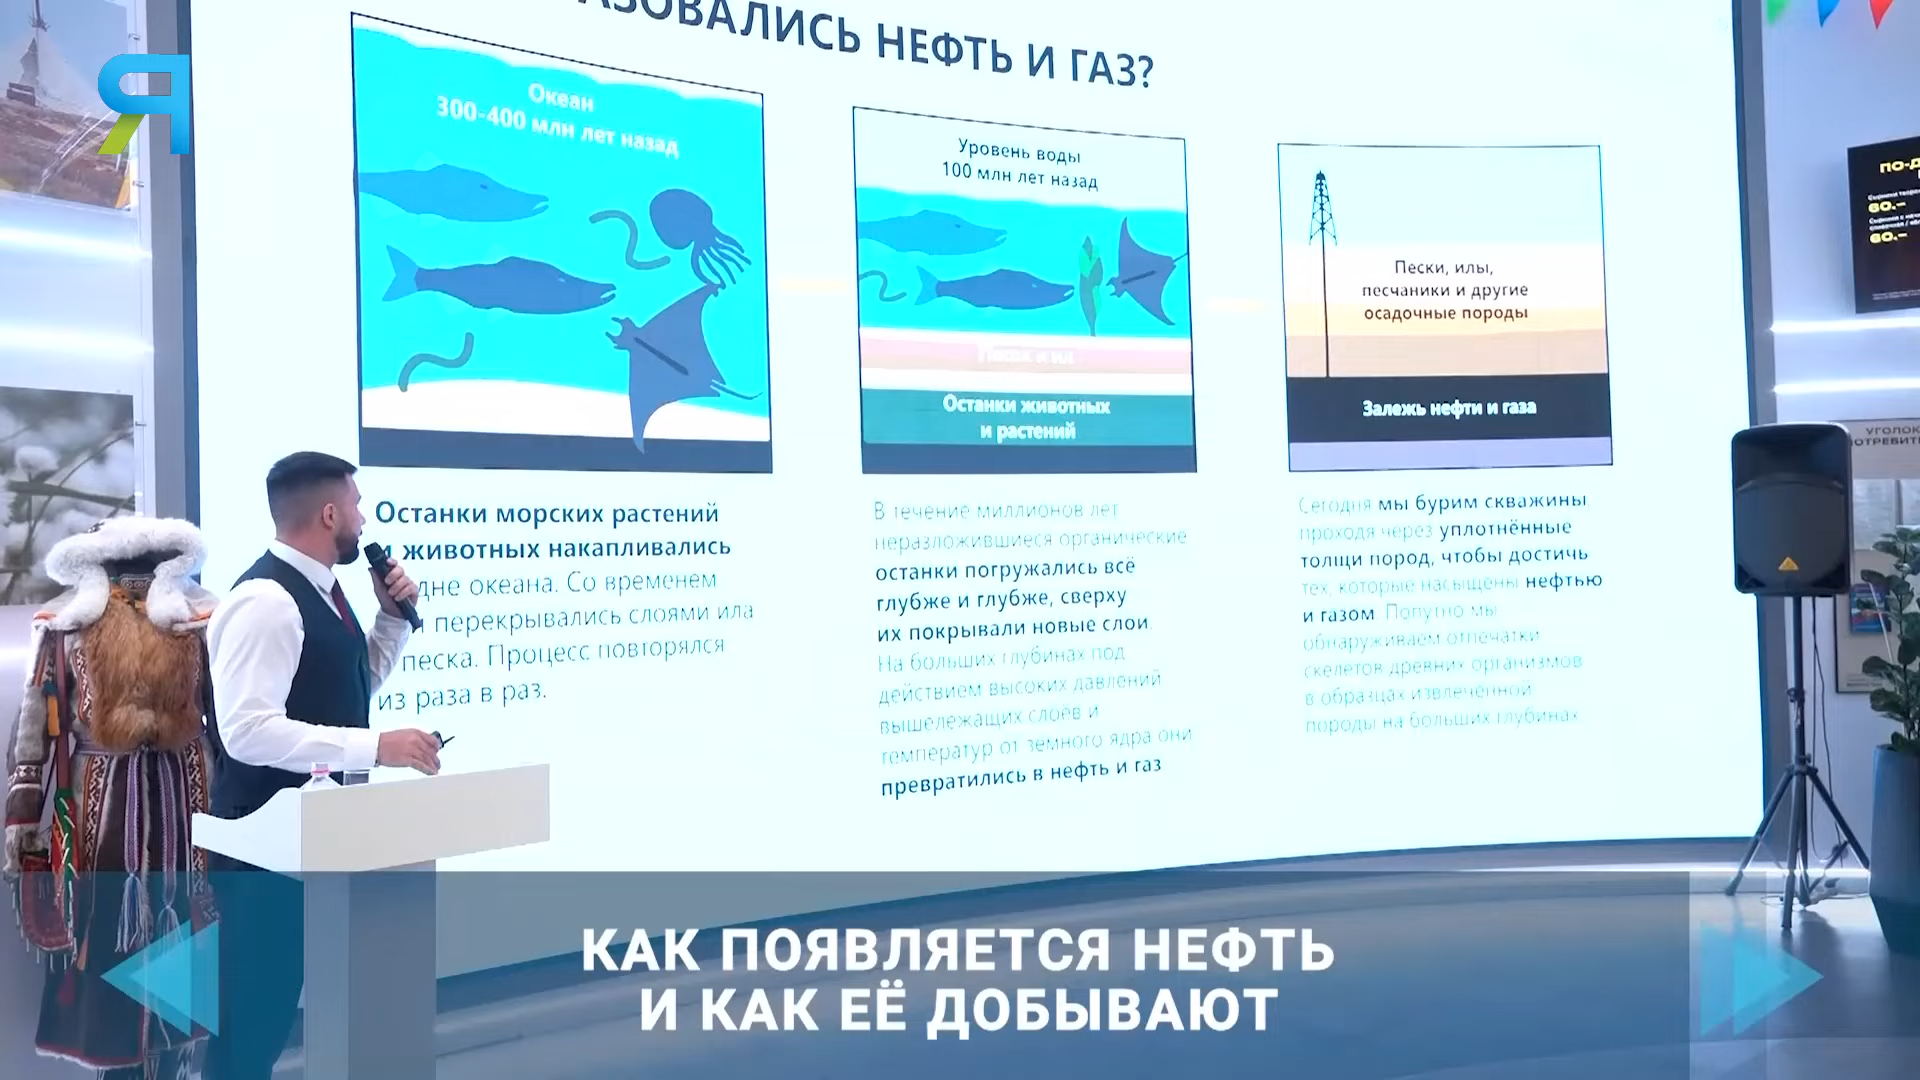 Я
НЕФТЬ И ГАЗ?
Океан
300-400 млн лет назад
Уровень воды
100 млн лет назад
Останки животных
и растений
Пески, илы,
песчаники и другие
осадочные породы
Залежь нефти и газа
Останки морских растений
и животных накапливались
дне океана. Со временем
перекрывались слоями ила
песка. Процесс повторялся
из раза в раз.
В течение миллионов лет
неразложившиеся органические
останки погружались всё
глубже и глубже, сверху
их покрывали новые слои.
На больших глубинах под
действием высоких давлений
вышележащих слоёв и
температур от земного ядра они
превратились в нефть и газ
Сегодня мы бурим скважины,
проходя через уплотнённые
толщи пород, чтобы достичь
тех, которые насыщены нефтью
и газом. Попутно мы
обнаруживаем отпечатки
скелетов древних организмов
в образцах извлечённой
породы на больших глубинах
60.-
60.-
УГОЛОК
КАК ПОЯВЛЯЕТСЯ НЕФТЬ
И КАК ЕЁ ДОБЫВАЮТ